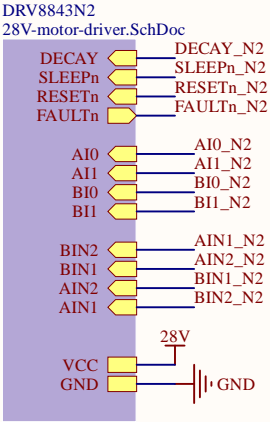 DRV8843N2
28V-motor-driver.SchDoc
DECAY DECAY_N2
SLEEPn SLEEPn_N2
RESETn RESETn_N2
FAULTn FAULTn_N2
AI0 AI0_N2
AI1 AI1_N2
BI0 BI0_N2
BI1 BI1_N2
BIN2 AIN1_N2
BIN1 AIN2_N2
AIN2 BIN1_N2
AIN1 BIN2_N2
28V
VCC
GND GND